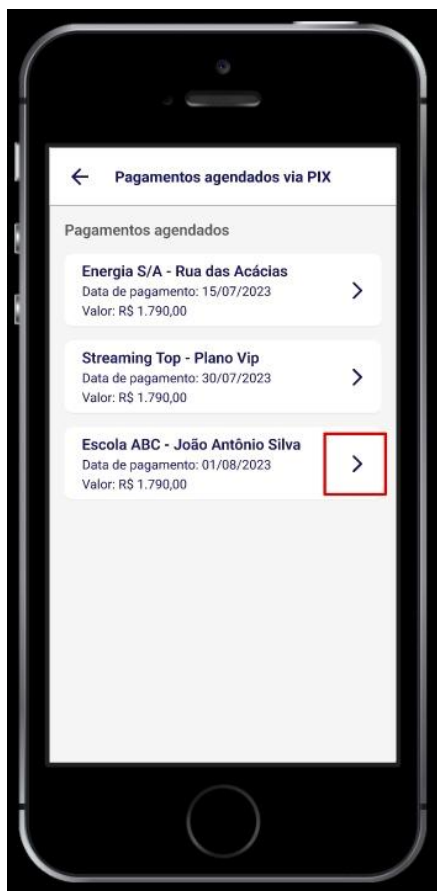 Pagamentos agendados via PIX
Pagamentos agendados
Energia S/A - Rua das Acácias
Data de pagamento: 15/07/2023
Valor: R$ 1.790,00
Streaming Top - Plano Vip
Data de pagamento: 30/07/2023
Valor: R$ 1.790,00
Escola ABC - João Antônio Silva
Data de pagamento: 01/08/2023
Valor: R$ 1.790,00